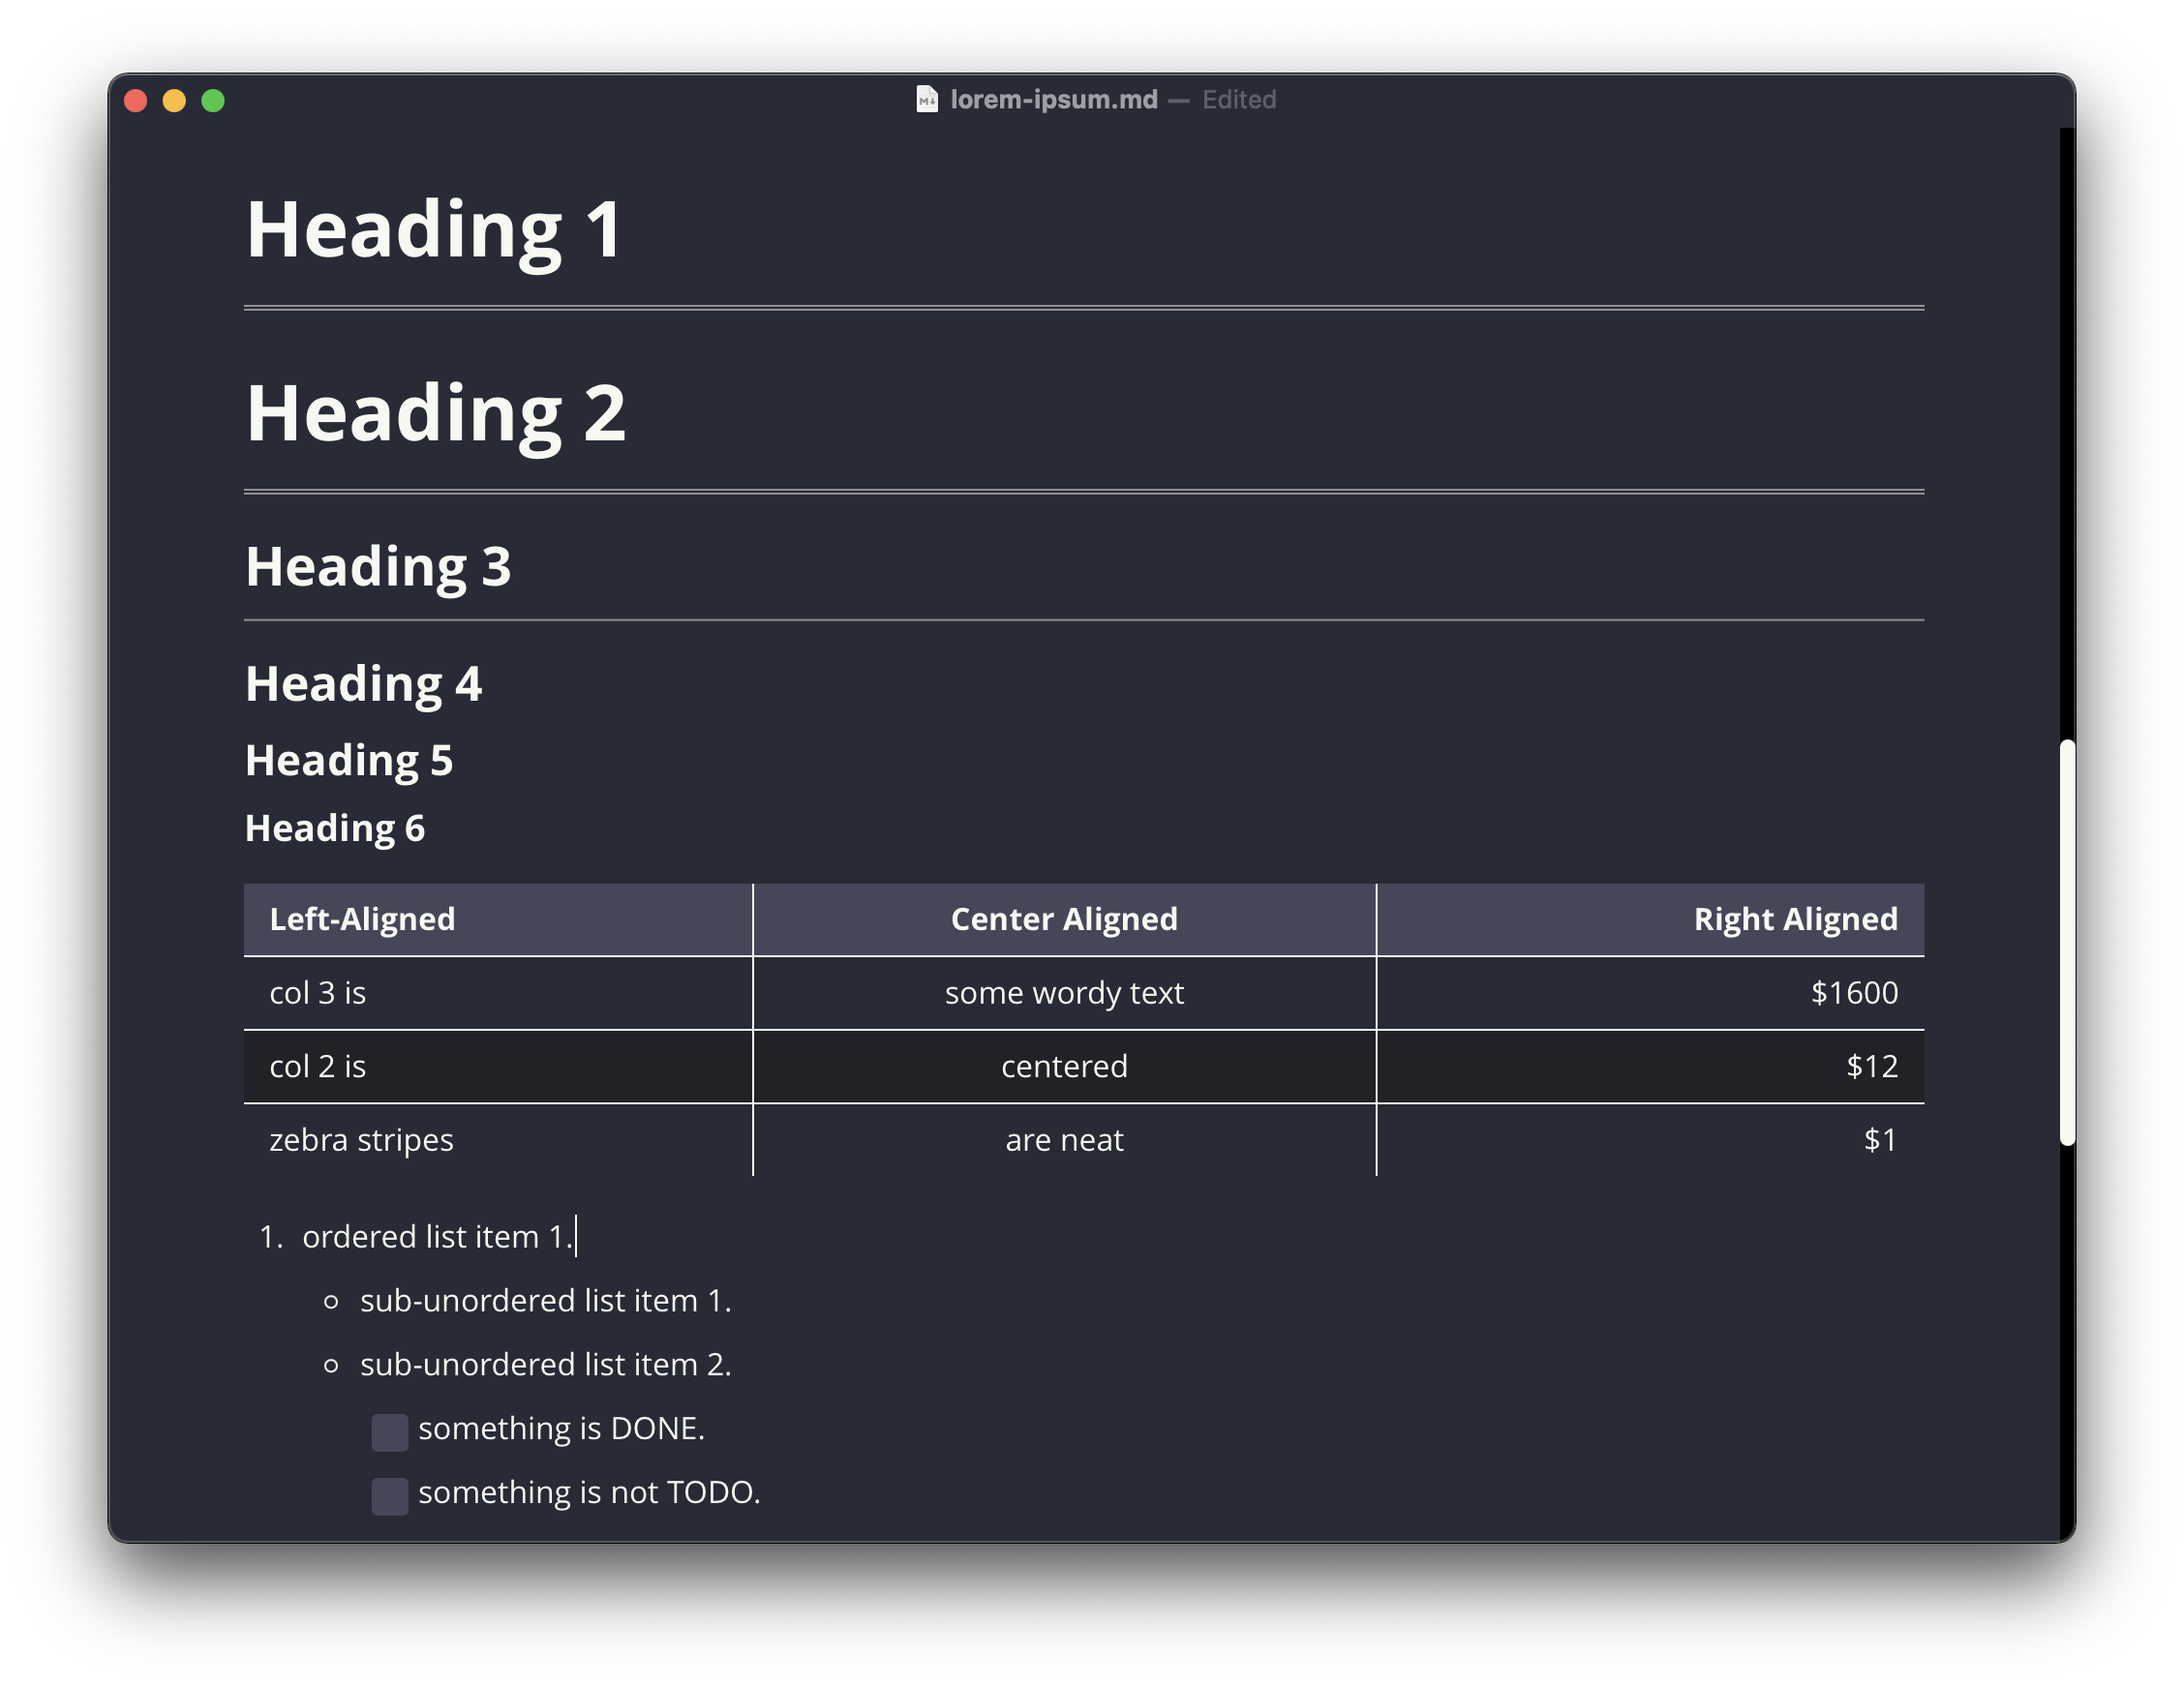 lorem-ipsum.md — Edited
Heading 1
Heading 2
Heading 3
Heading 4
Heading 5
Heading 6
Left-Aligned Center Aligned Right Aligned
col 3 is some wordy text $1600
col 2 is centered $12
zebra stripes are neat $1
1. ordered list item 1.
sub-unordered list item 1.
sub-unordered list item 2.
something is DONE.
something is not TODO.